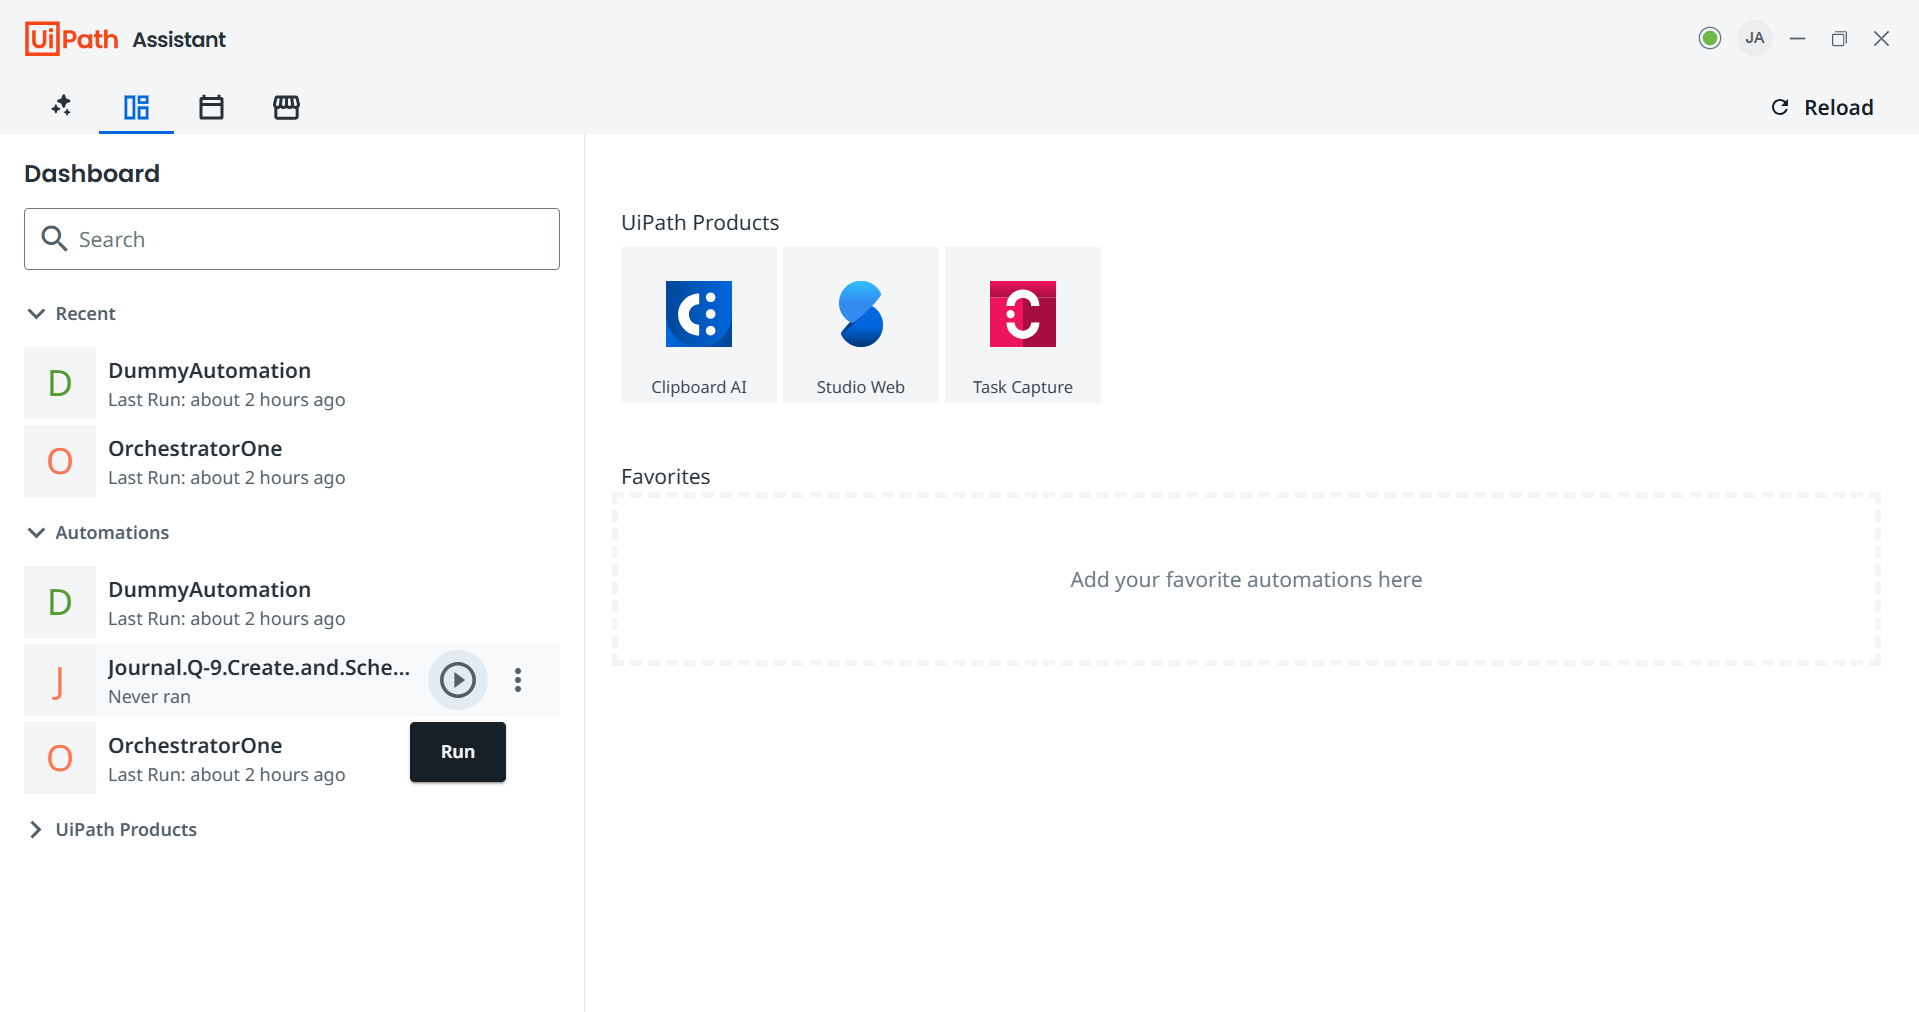 UiPath Assistant
JA
Reload
Dashboard
Search
Recent
D
DummyAutomation
Last Run: about 2 hours ago
O
OrchestratorOne
Last Run: about 2 hours ago
Automations
D
DummyAutomation
Last Run: about 2 hours ago
J
Journal.Q-9.Create.and.Sche...
Never ran
O
OrchestratorOne
Last Run: about 2 hours ago
Run
UiPath Products
UiPath Products
Clipboard AI
Studio Web
Task Capture
Favorites
Add your favorite automations here